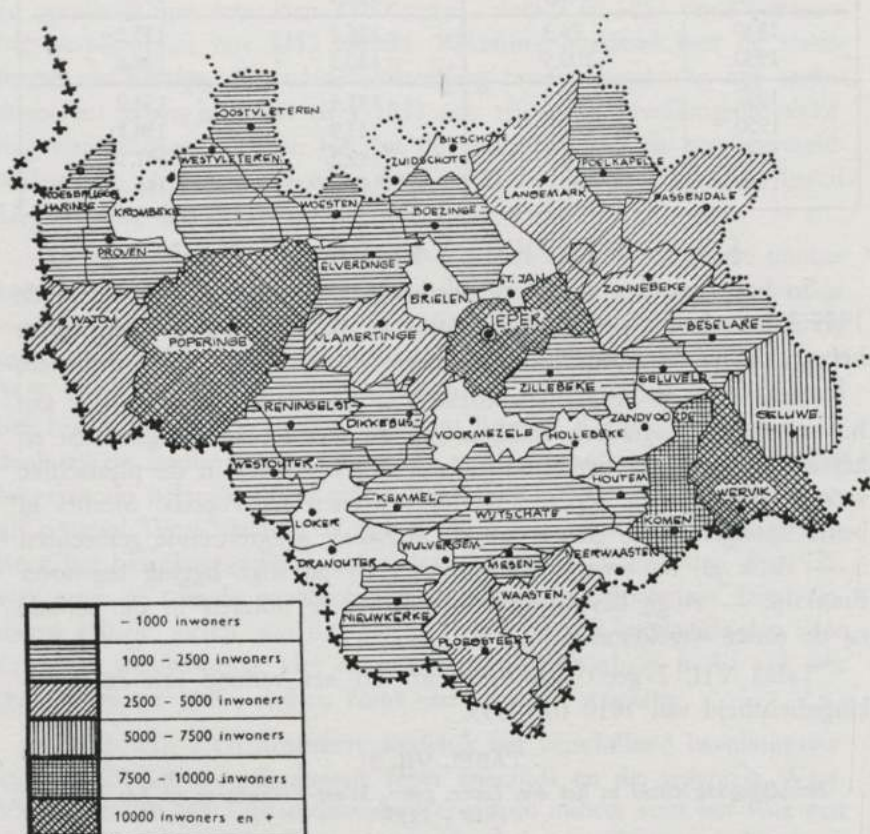 OOSTVLETEREN
BIKSCHOTE
WESTVLETEREN
ZUIDSCHOTE
POELKAPELLE
LANGEMARK
ROESBRUGGE
HARINGE
KROMBEKE
WOESTEN
BOEZINGE
PASSENDALE
PROVEN
ELVERDINGE
ST. JAN
ZONNEBEKE
BRIELEN
WATOU
POPERINGE
VLAMERTINGE
IEPER
BESELARE
ZILLEBEKE
GELUVELD
RENINGELST
DIKKEBUS
VOORMEZELE
HOLLEBEKE
ZANDVOORDE
GELUWE
WESTOUTER
KEMMEL
HOUTEM
WERVIK
LOKER
WIJTSCHATE
KOMEN
DRANOUTER
WULVERGEM
MESEN
NEERWAASTEN
NIEUWKERKE
WAASTEN
PLOEGSTEERT
- 1000 inwoners
1000 - 2500 inwoners
2500 - 5000 inwoners
5000 - 7500 inwoners
7500 - 10000 inwoners
10000 inwoners en +